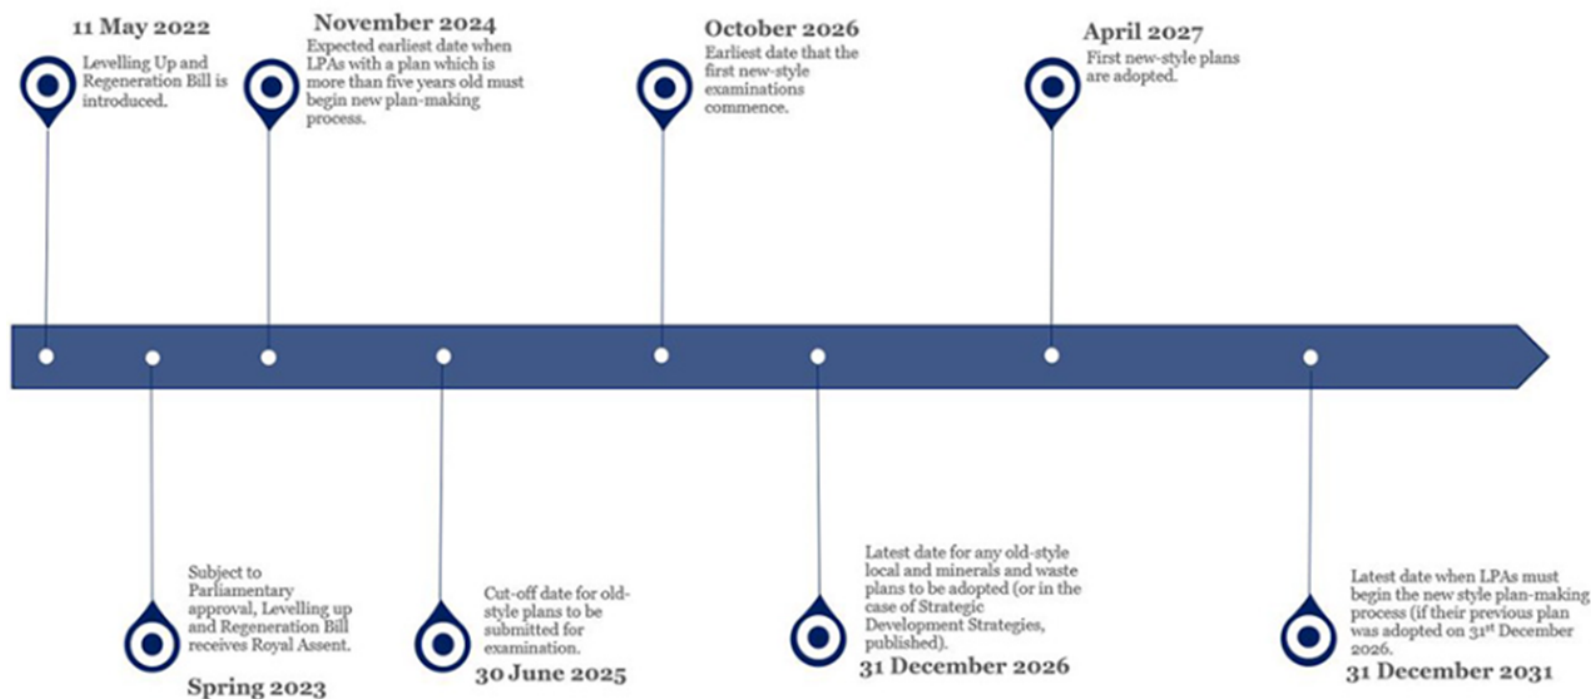 11 May 2022
Levelling Up and
Regeneration Bill is
introduced.
November 2024
Expected earliest date when
LPAs with a plan which is
more than five years old must
begin new plan-making
process.
October 2026
Earliest date that the
first new-style
examinations
commence.
April 2027
First new-style plans
are adopted.
Subject to
Parliamentary
approval, Levelling up
and Regeneration Bill
receives Royal Assent.
Spring 2023
Cut-off date for old-
style plans to be
submitted for
examination.
30 June 2025
Latest date for any old-style
local and minerals and waste
plans to be adopted (or in the
case of Strategic
Development Strategies,
published).
31 December 2026
Latest date when LPAs must
begin the new style plan-making
process (if their previous plan
was adopted on 31st December
2026.
31 December 2031